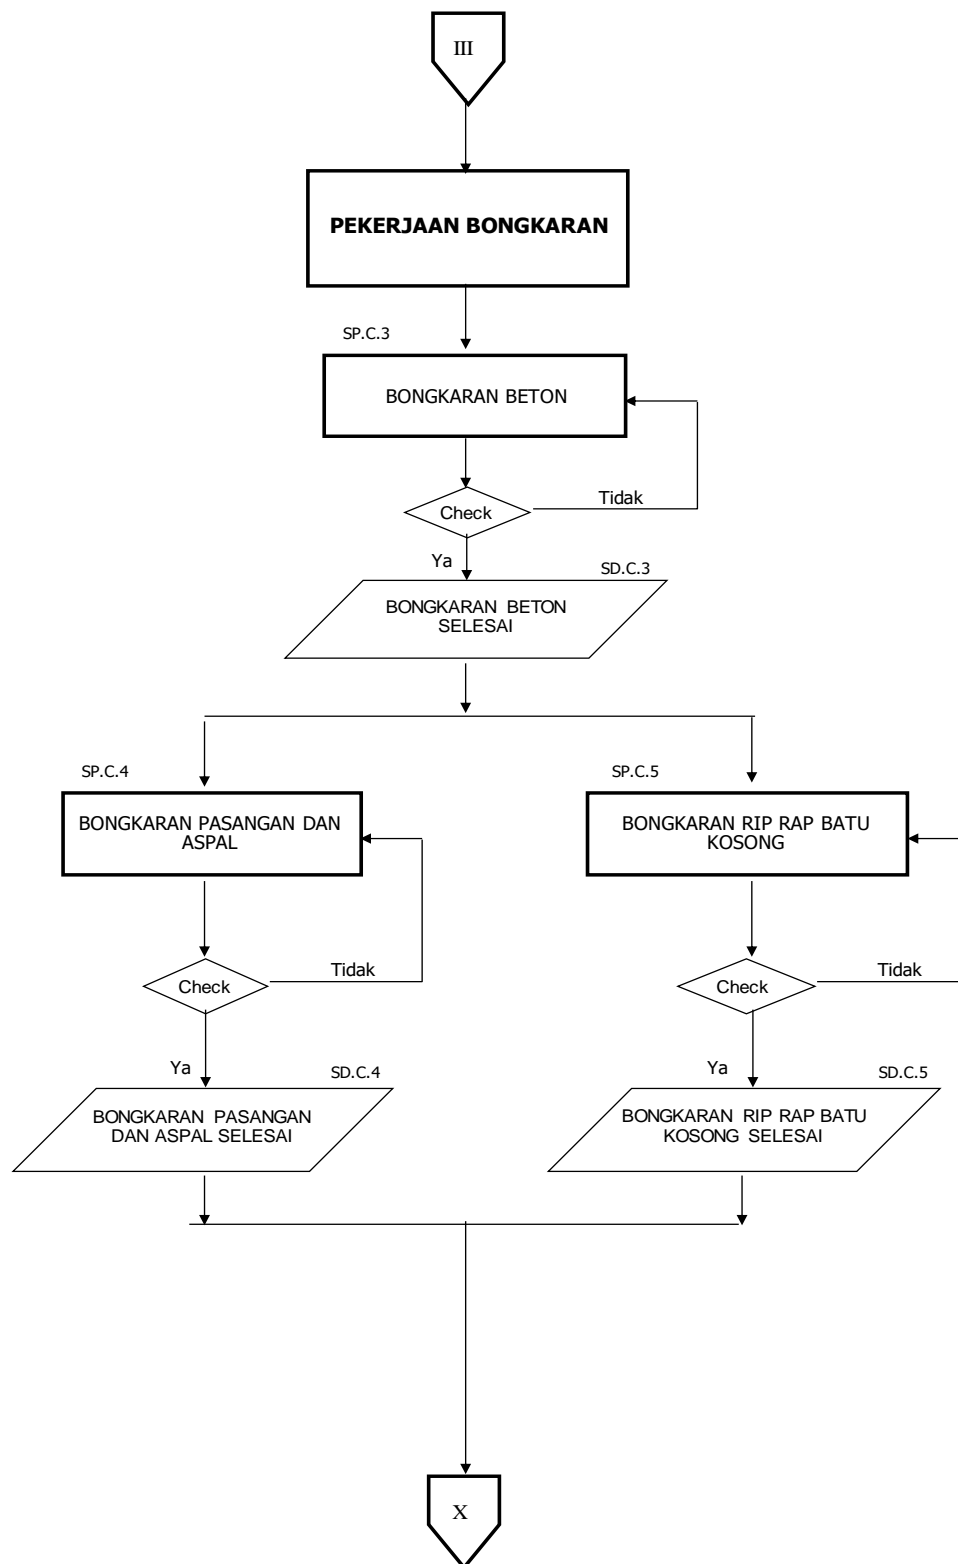 III
PEKERJAAN BONGKARAN
SP.C.3
BONGKARAN BETON
Tidak
Check
Ya
SD.C.3
BONGKARAN BETON
SELESAI
SP.C.4
SP.C.5
BONGKARAN PASANGAN DAN
ASPAL
BONGKARAN RIP RAP BATU
KOSONG
Tidak
Check
Tidak
Check
Ya
SD.C.4
Ya
SD.C.5
BONGKARAN PASANGAN
DAN ASPAL SELESAI
BONGKARAN RIP RAP BATU
KOSONG SELESAI
X